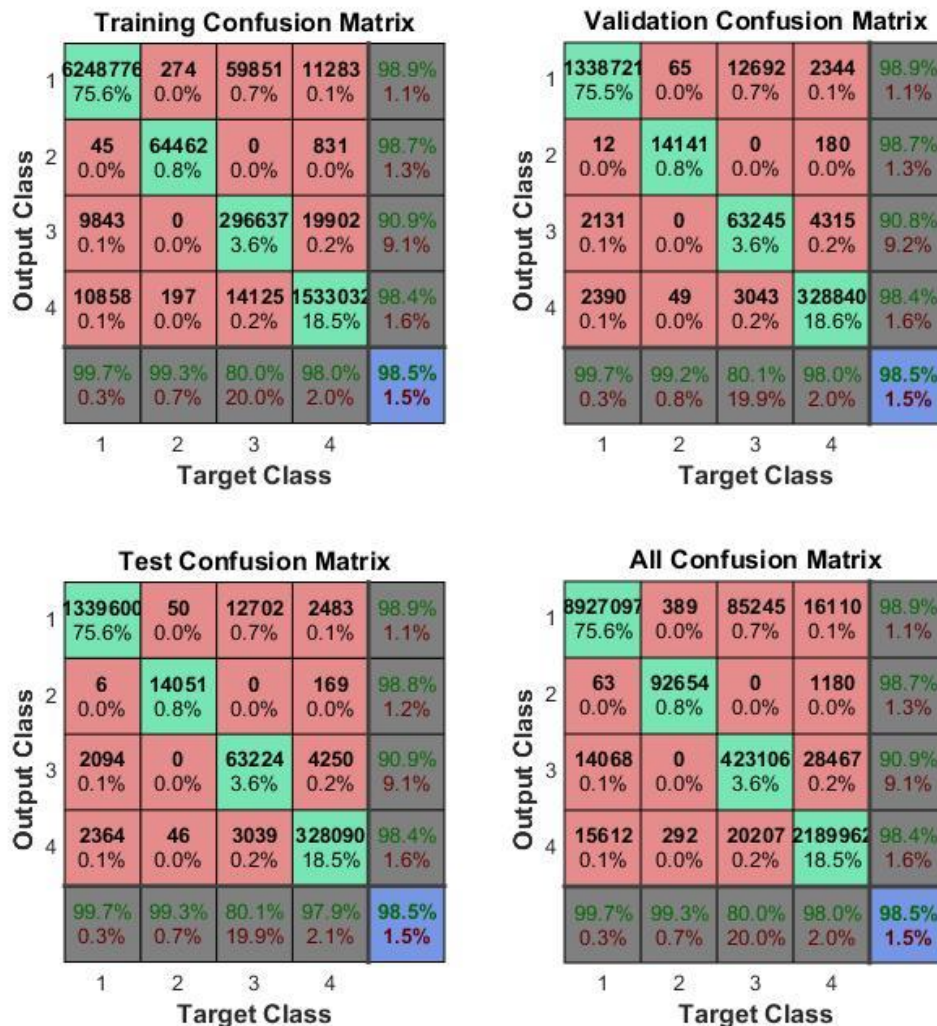 Training Confusion Matrix
Output Class
1 6248776 274 59851 11283 98.9%
75.6% 0.0% 0.7% 0.1% 1.1%
2 45 64462 0 831 98.7%
0.0% 0.8% 0.0% 0.0% 1.3%
3 9843 0 296637 19902 90.9%
0.1% 0.0% 3.6% 0.2% 9.1%
4 10858 197 14125 1533032 98.4%
0.1% 0.0% 0.2% 18.5% 1.6%
99.7% 99.3% 80.0% 98.0% 98.5%
0.3% 0.7% 20.0% 2.0% 1.5%
1 2 3 4
Target Class
Validation Confusion Matrix
Output Class
1 1338721 65 12692 2344 98.9%
75.5% 0.0% 0.7% 0.1% 1.1%
2 12 14141 0 180 98.7%
0.0% 0.8% 0.0% 0.0% 1.3%
3 2131 0 63245 4315 90.8%
0.1% 0.0% 3.6% 0.2% 9.2%
4 2390 49 3043 328840 98.4%
0.1% 0.0% 0.2% 18.6% 1.6%
99.7% 99.2% 80.1% 98.0% 98.5%
0.3% 0.8% 19.9% 2.0% 1.5%
1 2 3 4
Target Class
Test Confusion Matrix
Output Class
1 1339600 50 12702 2483 98.9%
75.6% 0.0% 0.7% 0.1% 1.1%
2 6 14051 0 169 98.8%
0.0% 0.8% 0.0% 0.0% 1.2%
3 2094 0 63224 4250 90.9%
0.1% 0.0% 3.6% 0.2% 9.1%
4 2364 46 3039 328090 98.4%
0.1% 0.0% 0.2% 18.5% 1.6%
99.7% 99.3% 80.1% 97.9% 98.5%
0.3% 0.7% 19.9% 2.1% 1.5%
1 2 3 4
Target Class
All Confusion Matrix
Output Class
1 8927097 389 85245 16110 98.9%
75.6% 0.0% 0.7% 0.1% 1.1%
2 63 92654 0 1180 98.7%
0.0% 0.8% 0.0% 0.0% 1.3%
3 14068 0 423106 28467 90.9%
0.1% 0.0% 3.6% 0.2% 9.1%
4 15612 292 20207 2189962 98.4%
0.1% 0.0% 0.2% 18.5% 1.6%
99.7% 99.3% 80.0% 98.0% 98.5%
0.3% 0.7% 20.0% 2.0% 1.5%
1 2 3 4
Target Class